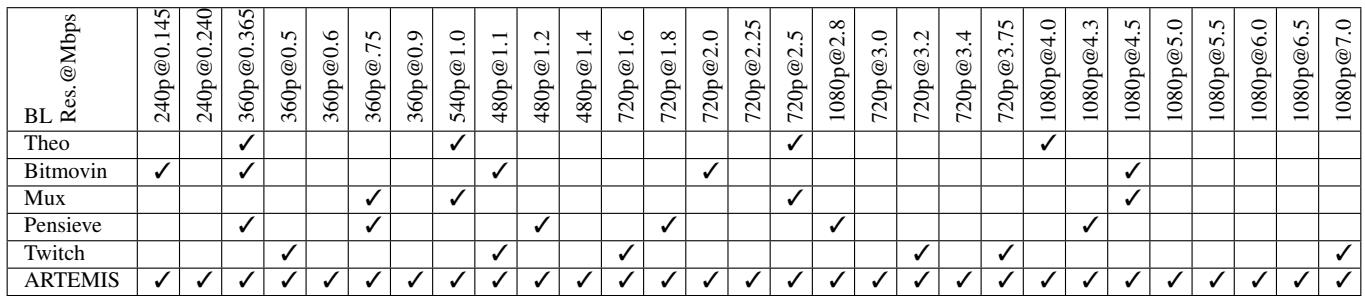 BL Res.@Mbps 240p@0.145 240p@0.240 360p@0.365 360p@0.5 360p@0.6 360p@.75 360p@0.9 540p@1.0 480p@1.1 480p@1.2 480p@1.4 720p@1.6 720p@1.8 720p@2.0 720p@2.25 720p@2.5 1080p@2.8 720p@3.0 720p@3.2 720p@3.4 720p@3.75 1080p@4.0 1080p@4.3 1080p@4.5 1080p@5.0 1080p@5.5 1080p@6.0 1080p@6.5 1080p@7.0
Theo ✓ ✓ ✓ ✓
Bitmovin ✓ ✓ ✓ ✓ ✓
Mux ✓ ✓ ✓ ✓
Pensieve ✓ ✓ ✓ ✓ ✓ ✓
Twitch ✓ ✓ ✓ ✓ ✓ ✓
ARTEMIS ✓ ✓ ✓ ✓ ✓ ✓ ✓ ✓ ✓ ✓ ✓ ✓ ✓ ✓ ✓ ✓ ✓ ✓ ✓ ✓ ✓ ✓ ✓ ✓ ✓ ✓ ✓ ✓ ✓